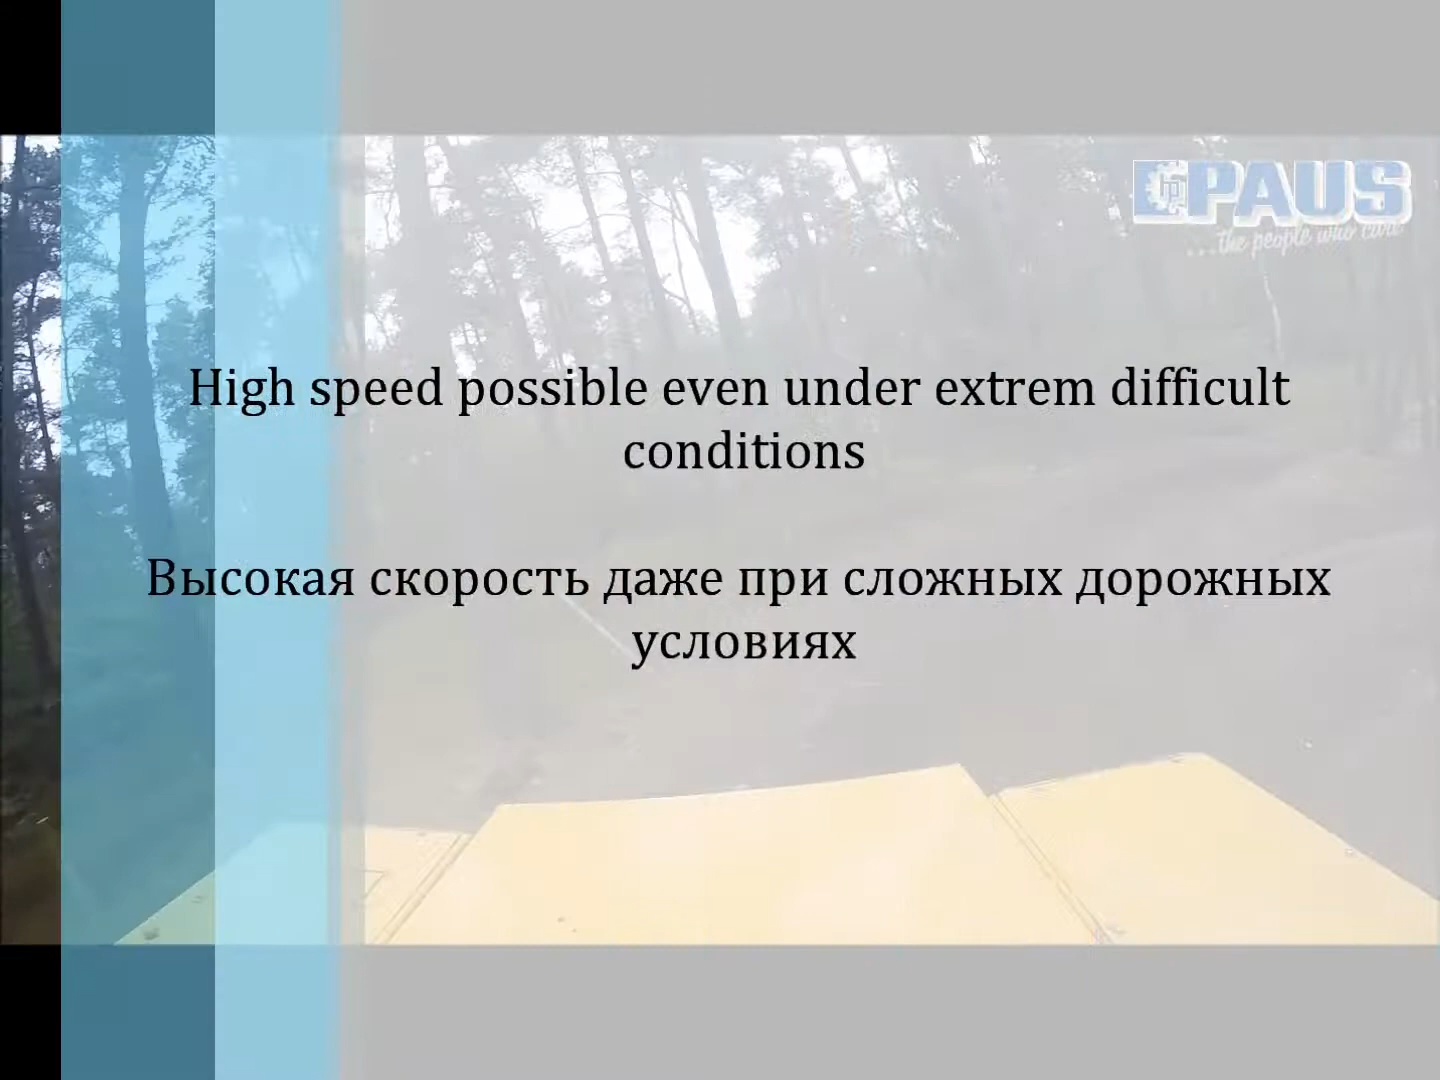 PAUS
...the people who care
High speed possible even under extrem difficult
conditions
Высокая скорость даже при сложных дорожных
условиях